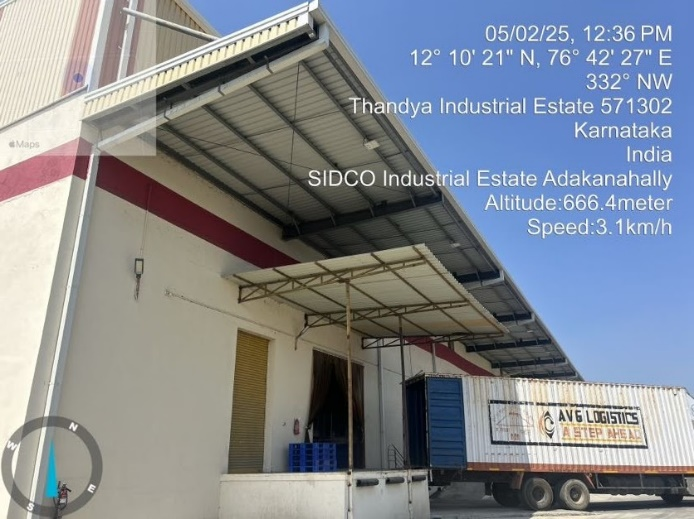 05/02/25, 12:36 PM
12° 10' 21" N, 76° 42' 27" E
332° NW
Thandya Industrial Estate 571302
Karnataka
India
SIDCO Industrial Estate Adakanahally
Altitude:666.4meter
Speed:3.1km/h
Maps
AVG LOGISTICS
A STEP AHEAD
N
W
E
S